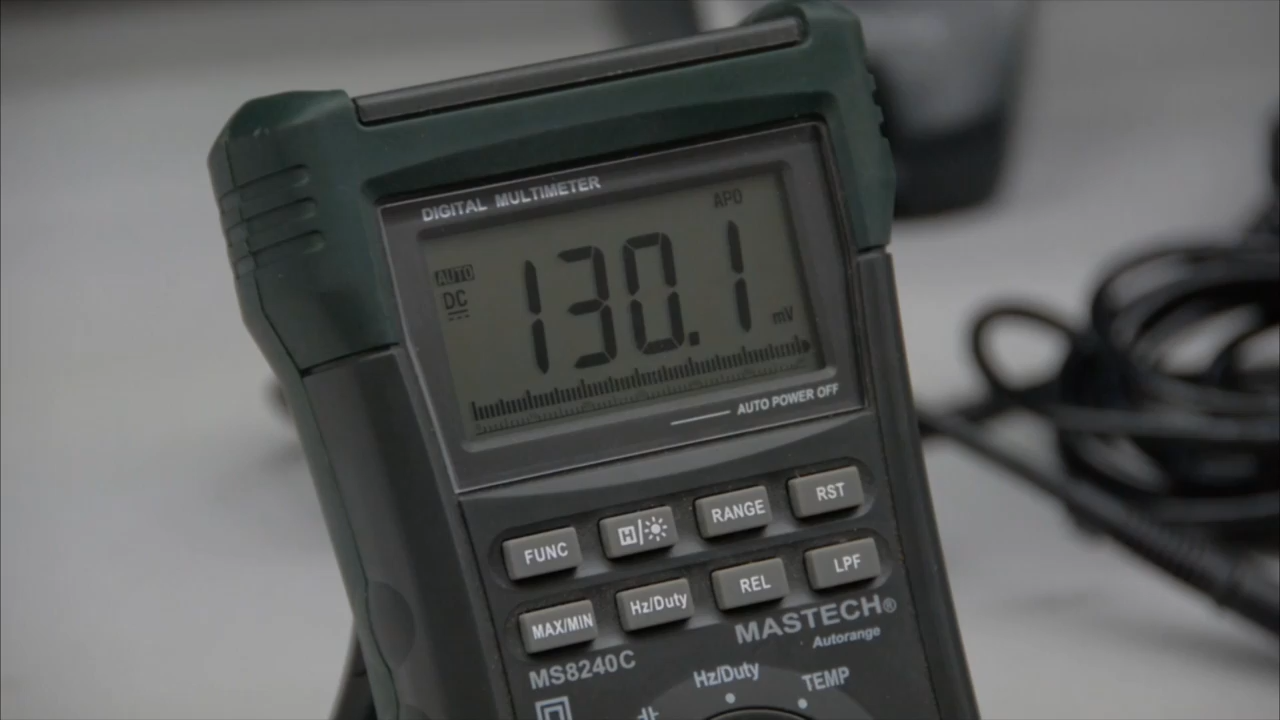 DIGITAL MULTIMETER
APO
AUTO
DC
130.1
mV
AUTO POWER OFF
FUNC
H
RANGE
RST
MAX/MIN
Hz/Duty
REL
LPF
MASTECH®
Autorange
MS8240C
Hz/Duty
TEMP